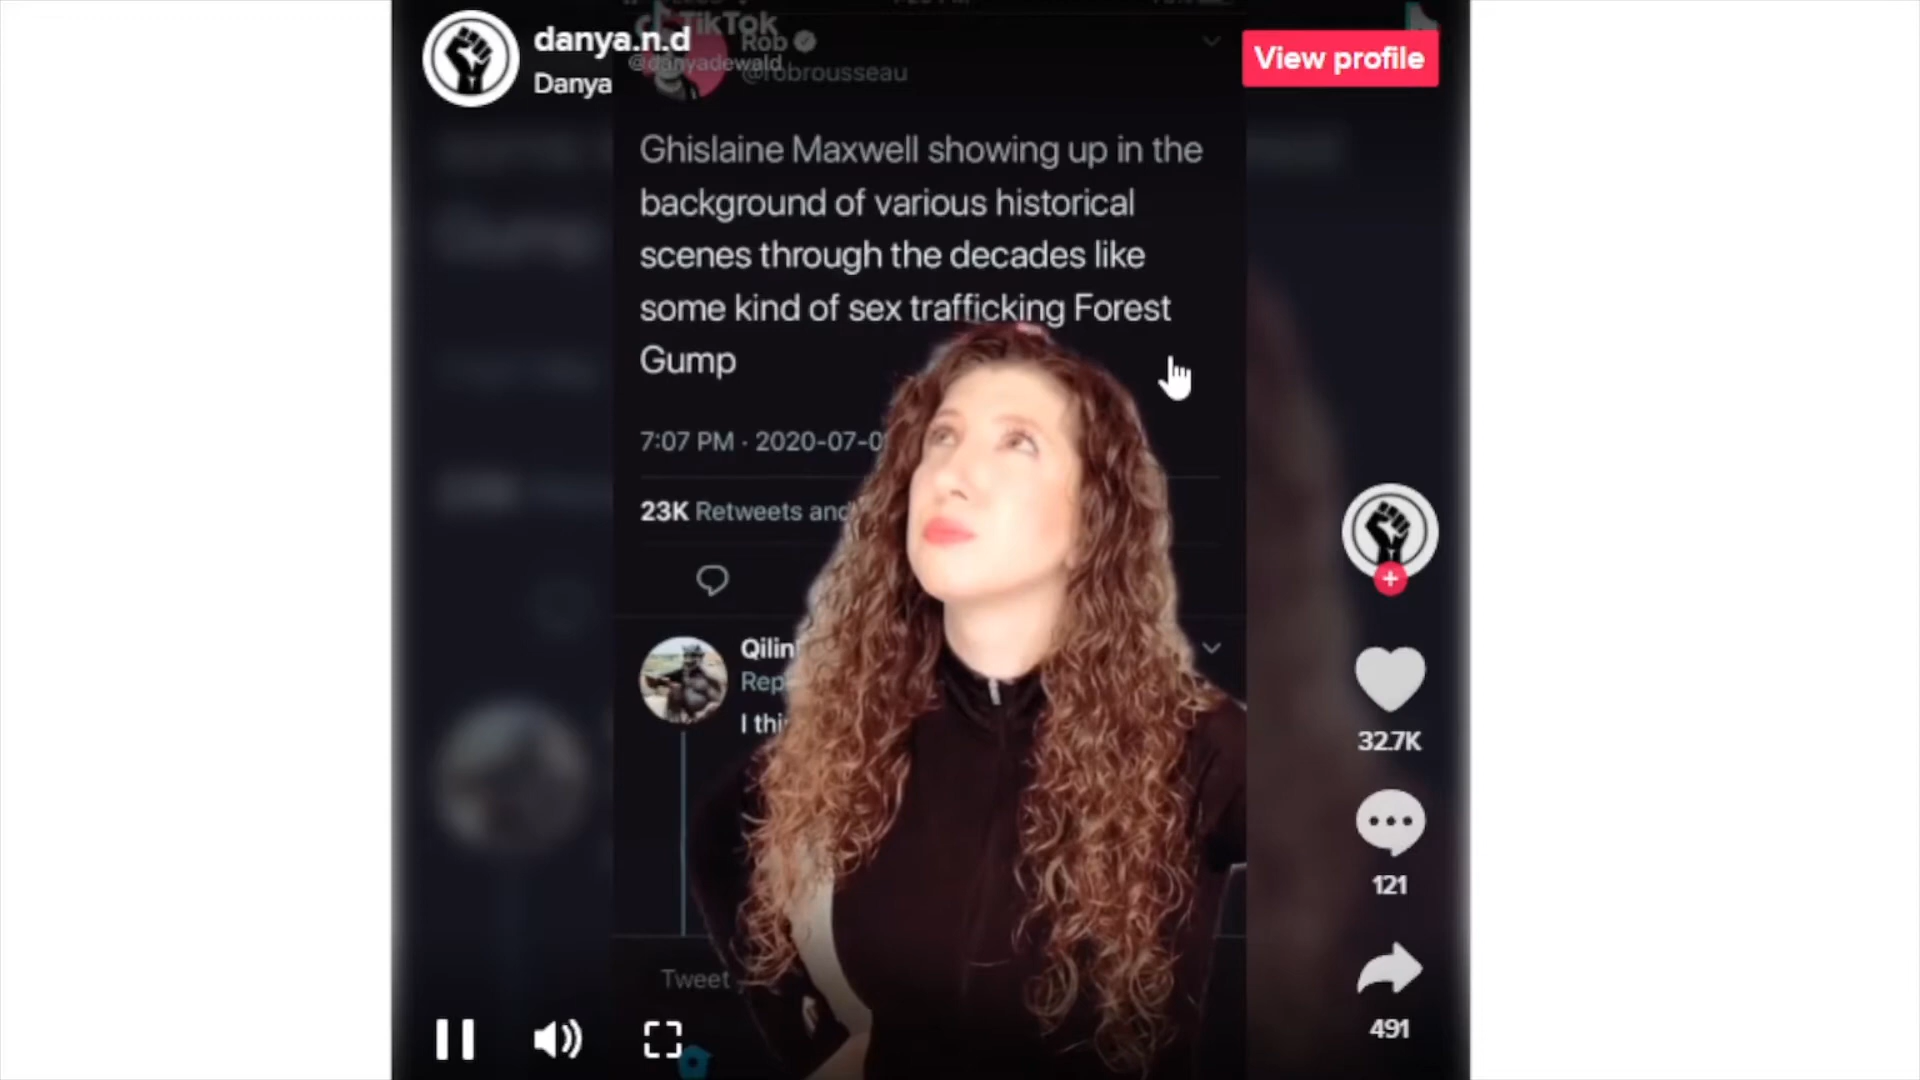 danya.n.d
Danya
TikTok
@danyadewald
Rob
@robrousseau
View profile
Ghislaine Maxwell showing up in the
background of various historical
scenes through the decades like
some kind of sex trafficking Forest
Gump
7:07 PM · 2020-07-0
23K Retweets and
Qilin
Rep
I thi
Tweet
32.7K
121
491